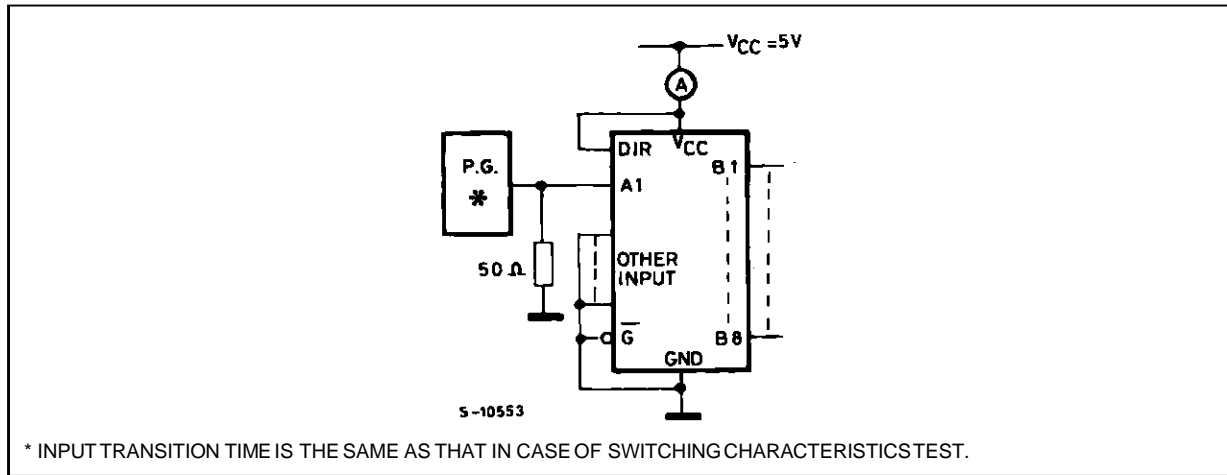 VCC =5V
A
DIR
VCC
B1
P.G.
*
A1
50 Ω
OTHER
INPUT
G̅
B8
GND
S-10553
* INPUT TRANSITION TIME IS THE SAME AS THAT IN CASE OF SWITCHING CHARACTERISTICS TEST.